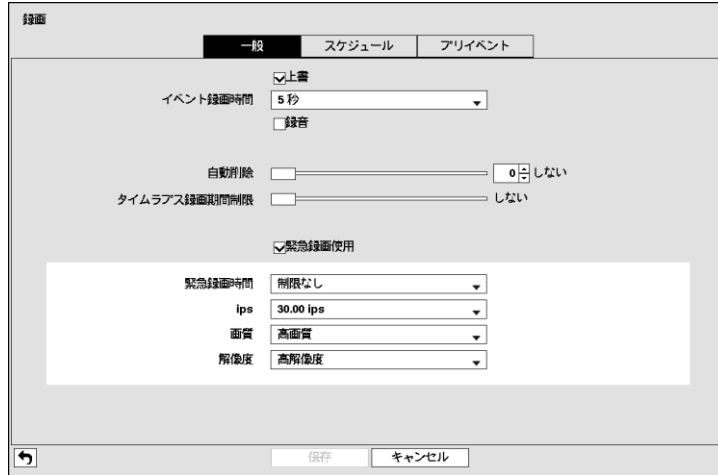 録画
一般 スケジュール プリイベント
上書
イベント録画時間 5 秒
録音
自動削除 0 しない
タイムラプス録画期間制限 しない
緊急録画使用
緊急録画時間 制限なし
ips 30.00 ips
画質 高画質
解像度 高解像度
保存 キャンセル